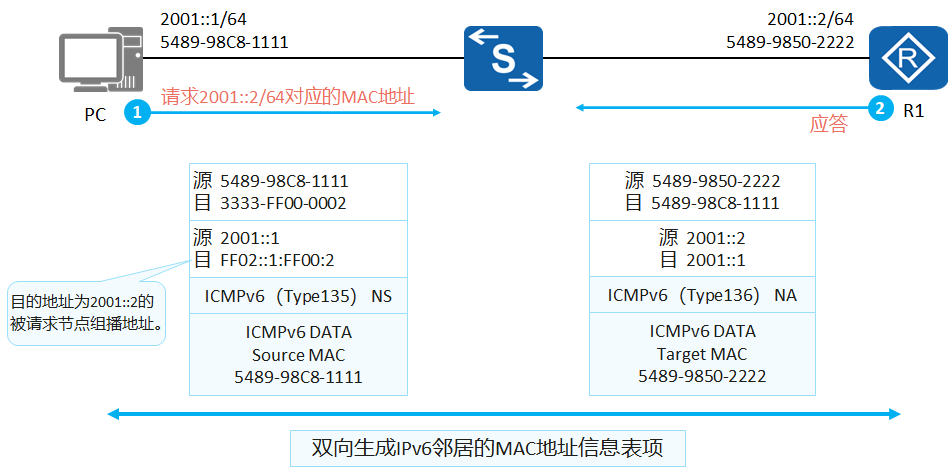 2001::1/64
5489-98C8-1111
2001::2/64
5489-9850-2222
S
R
PC
1
请求2001::2/64对应的MAC地址
2
应答
R1
源 5489-98C8-1111
目 3333-FF00-0002
源 2001::1
目 FF02::1:FF00:2
ICMPv6（Type135）NS
ICMPv6 DATA
Source MAC
5489-98C8-1111
目的地址为2001::2的
被请求节点组播地址。
源 5489-9850-2222
目 5489-98C8-1111
源 2001::2
目 2001::1
ICMPv6（Type136）NA
ICMPv6 DATA
Target MAC
5489-9850-2222
双向生成IPv6邻居的MAC地址信息表项